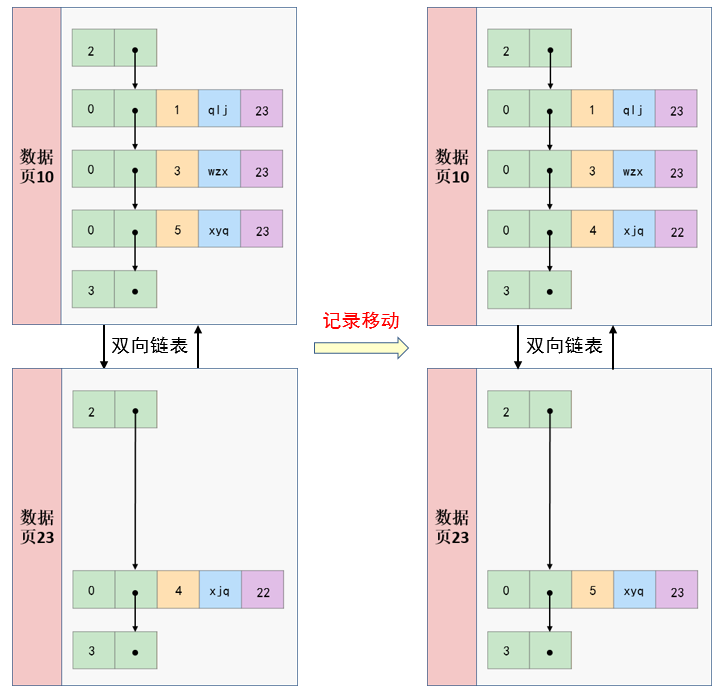 数据
页10
2
0 1 qlj 23
0 3 wzx 23
0 5 xyq 23
3
双向链表
数据
页23
2
0 4 xjq 22
3
记录移动
数据
页10
2
0 1 qlj 23
0 3 wzx 23
0 4 xjq 22
3
双向链表
数据
页23
2
0 5 xyq 23
3